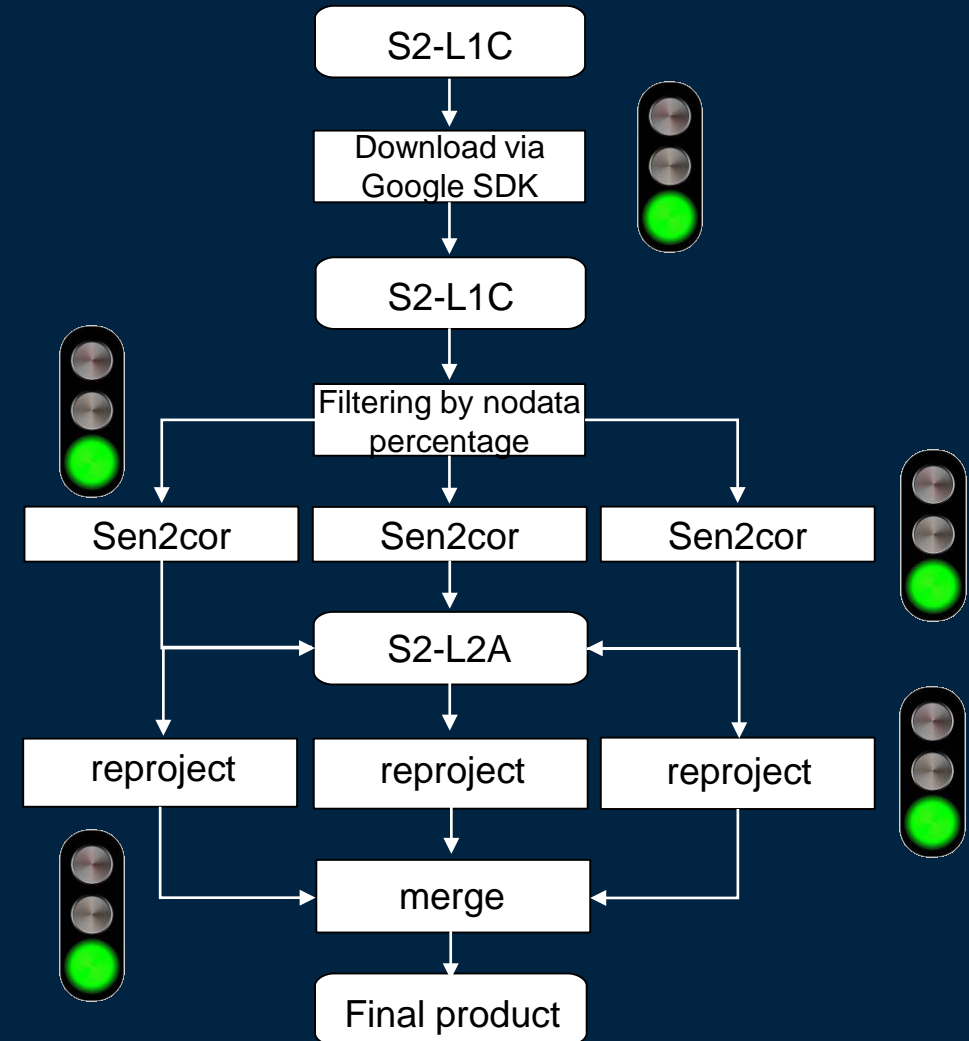 S2-L1C
Download via
Google SDK
S2-L1C
Filtering by nodata
percentage
Sen2cor
Sen2cor
Sen2cor
S2-L2A
reproject
reproject
reproject
merge
Final product